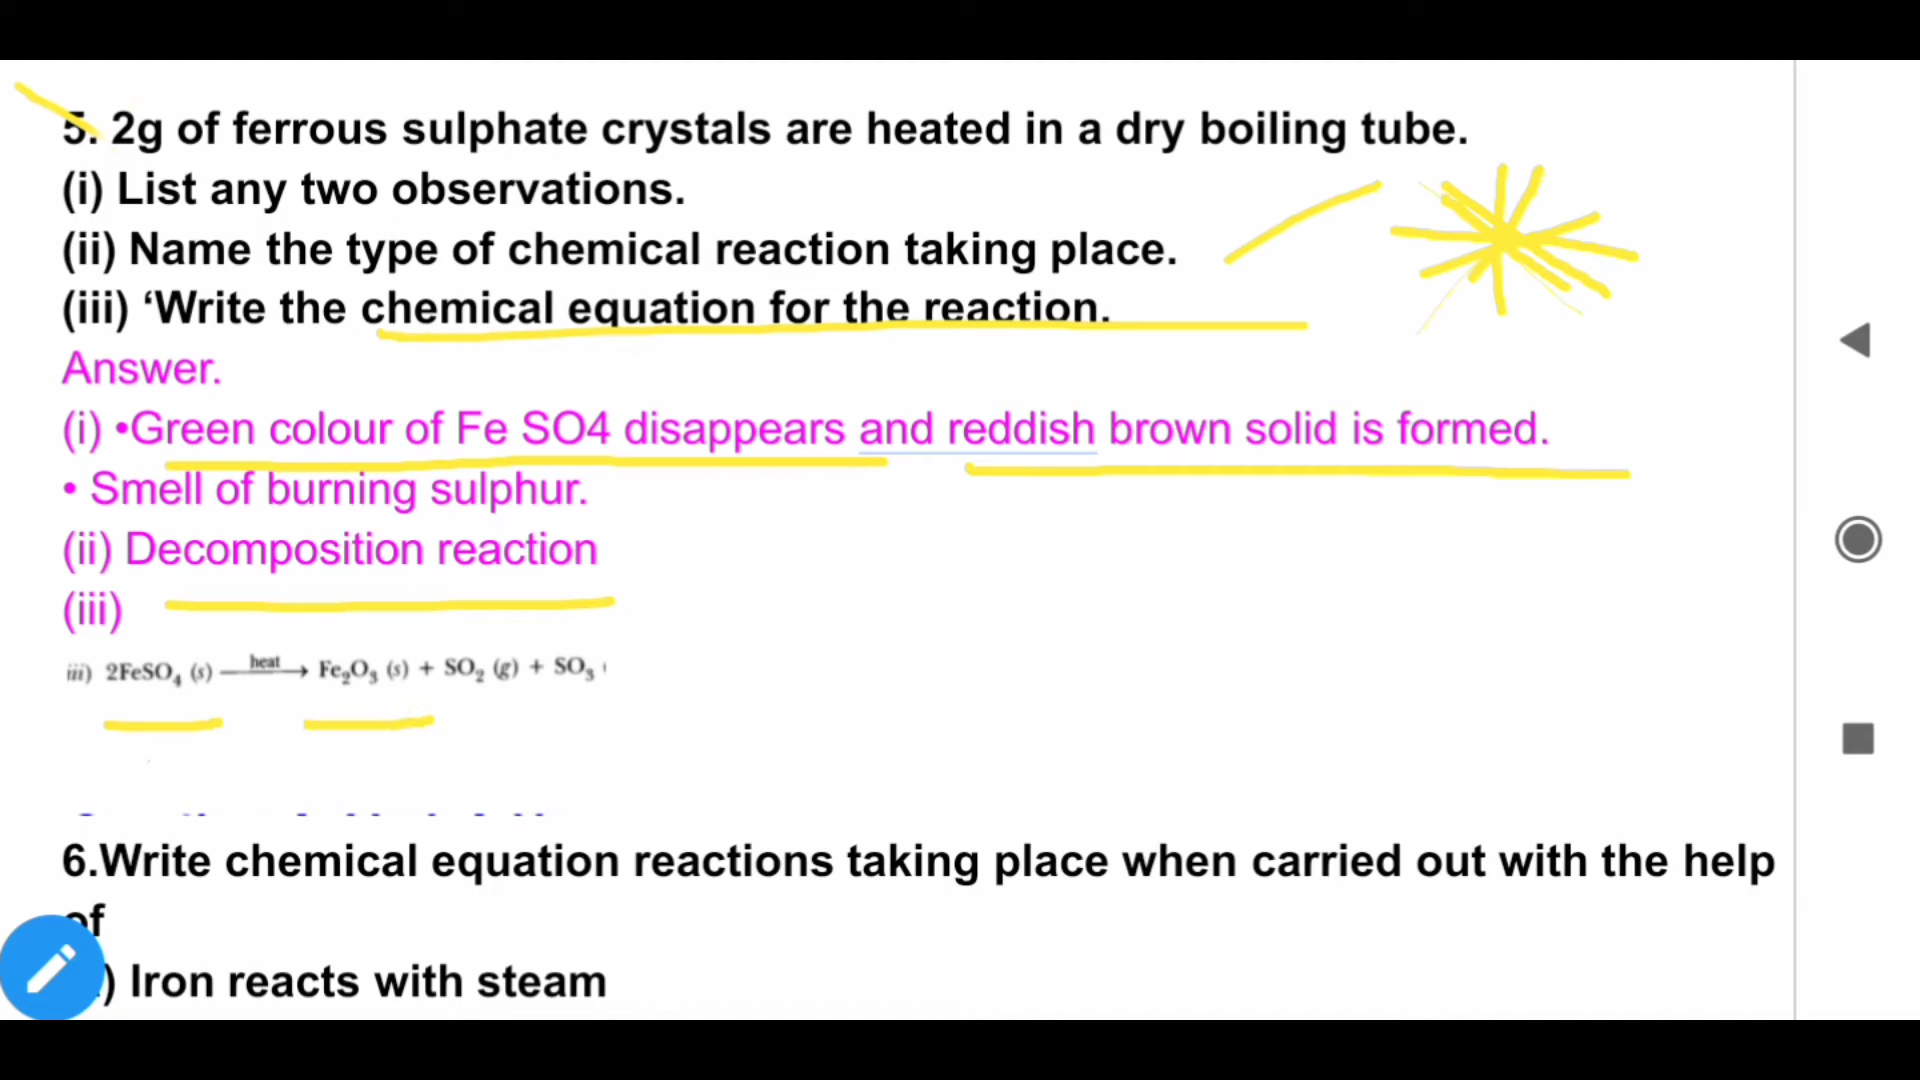 5. 2g of ferrous sulphate crystals are heated in a dry boiling tube.
(i) List any two observations.
(ii) Name the type of chemical reaction taking place.
(iii) ‘Write the chemical equation for the reaction.
Answer.
(i) •Green colour of Fe SO4 disappears and reddish brown solid is formed.
• Smell of burning sulphur.
(ii) Decomposition reaction
(iii)
iii) 2FeSO₄ (s) —heat→ Fe₂O₃ (s) + SO₂ (g) + SO₃
6.Write chemical equation reactions taking place when carried out with the help
of
) Iron reacts with steam